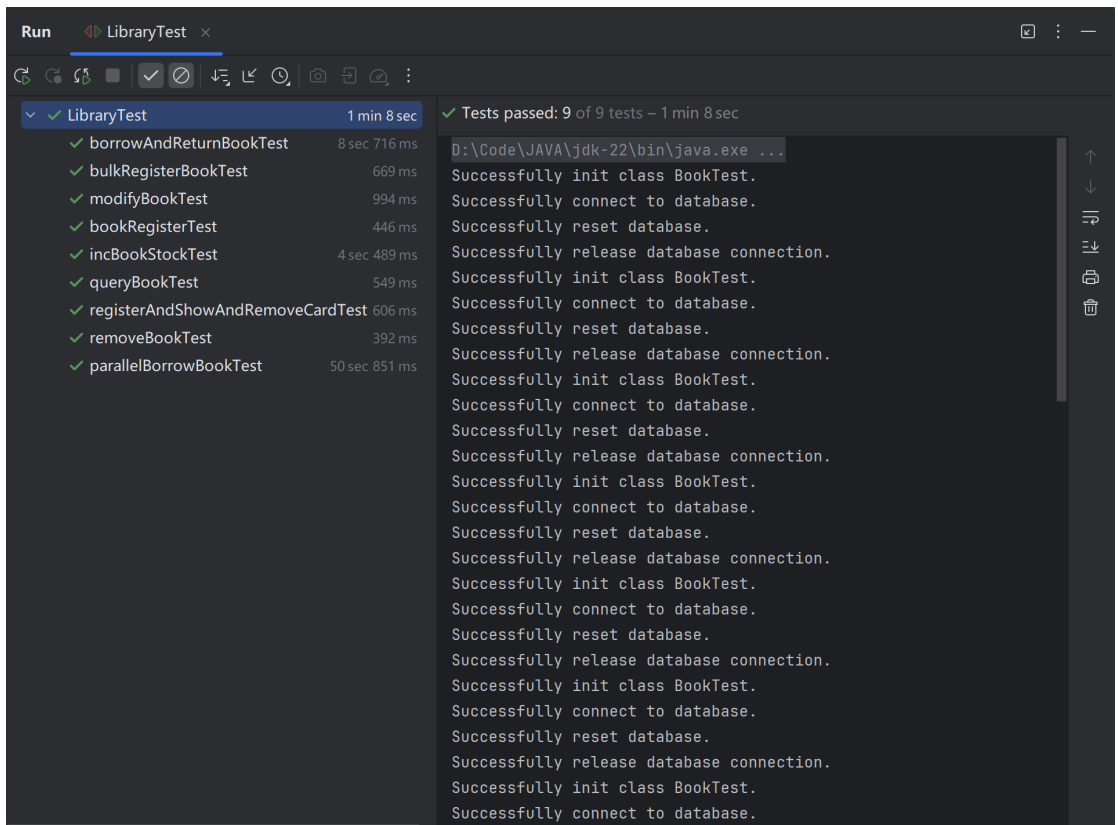 Run LibraryTest
LibraryTest 1 min 8 sec
borrowAndReturnBookTest 8 sec 716 ms
bulkRegisterBookTest 669 ms
modifyBookTest 994 ms
bookRegisterTest 446 ms
incBookStockTest 4 sec 489 ms
queryBookTest 549 ms
registerAndShowAndRemoveCardTest 606 ms
removeBookTest 392 ms
parallelBorrowBookTest 50 sec 851 ms
Tests passed: 9 of 9 tests – 1 min 8 sec
D:\Code\JAVA\jdk-22\bin\java.exe ...
Successfully init class BookTest.
Successfully connect to database.
Successfully reset database.
Successfully release database connection.
Successfully init class BookTest.
Successfully connect to database.
Successfully reset database.
Successfully release database connection.
Successfully init class BookTest.
Successfully connect to database.
Successfully reset database.
Successfully release database connection.
Successfully init class BookTest.
Successfully connect to database.
Successfully reset database.
Successfully release database connection.
Successfully init class BookTest.
Successfully connect to database.
Successfully reset database.
Successfully release database connection.
Successfully init class BookTest.
Successfully connect to database.
Successfully reset database.
Successfully release database connection.
Successfully init class BookTest.
Successfully connect to database.